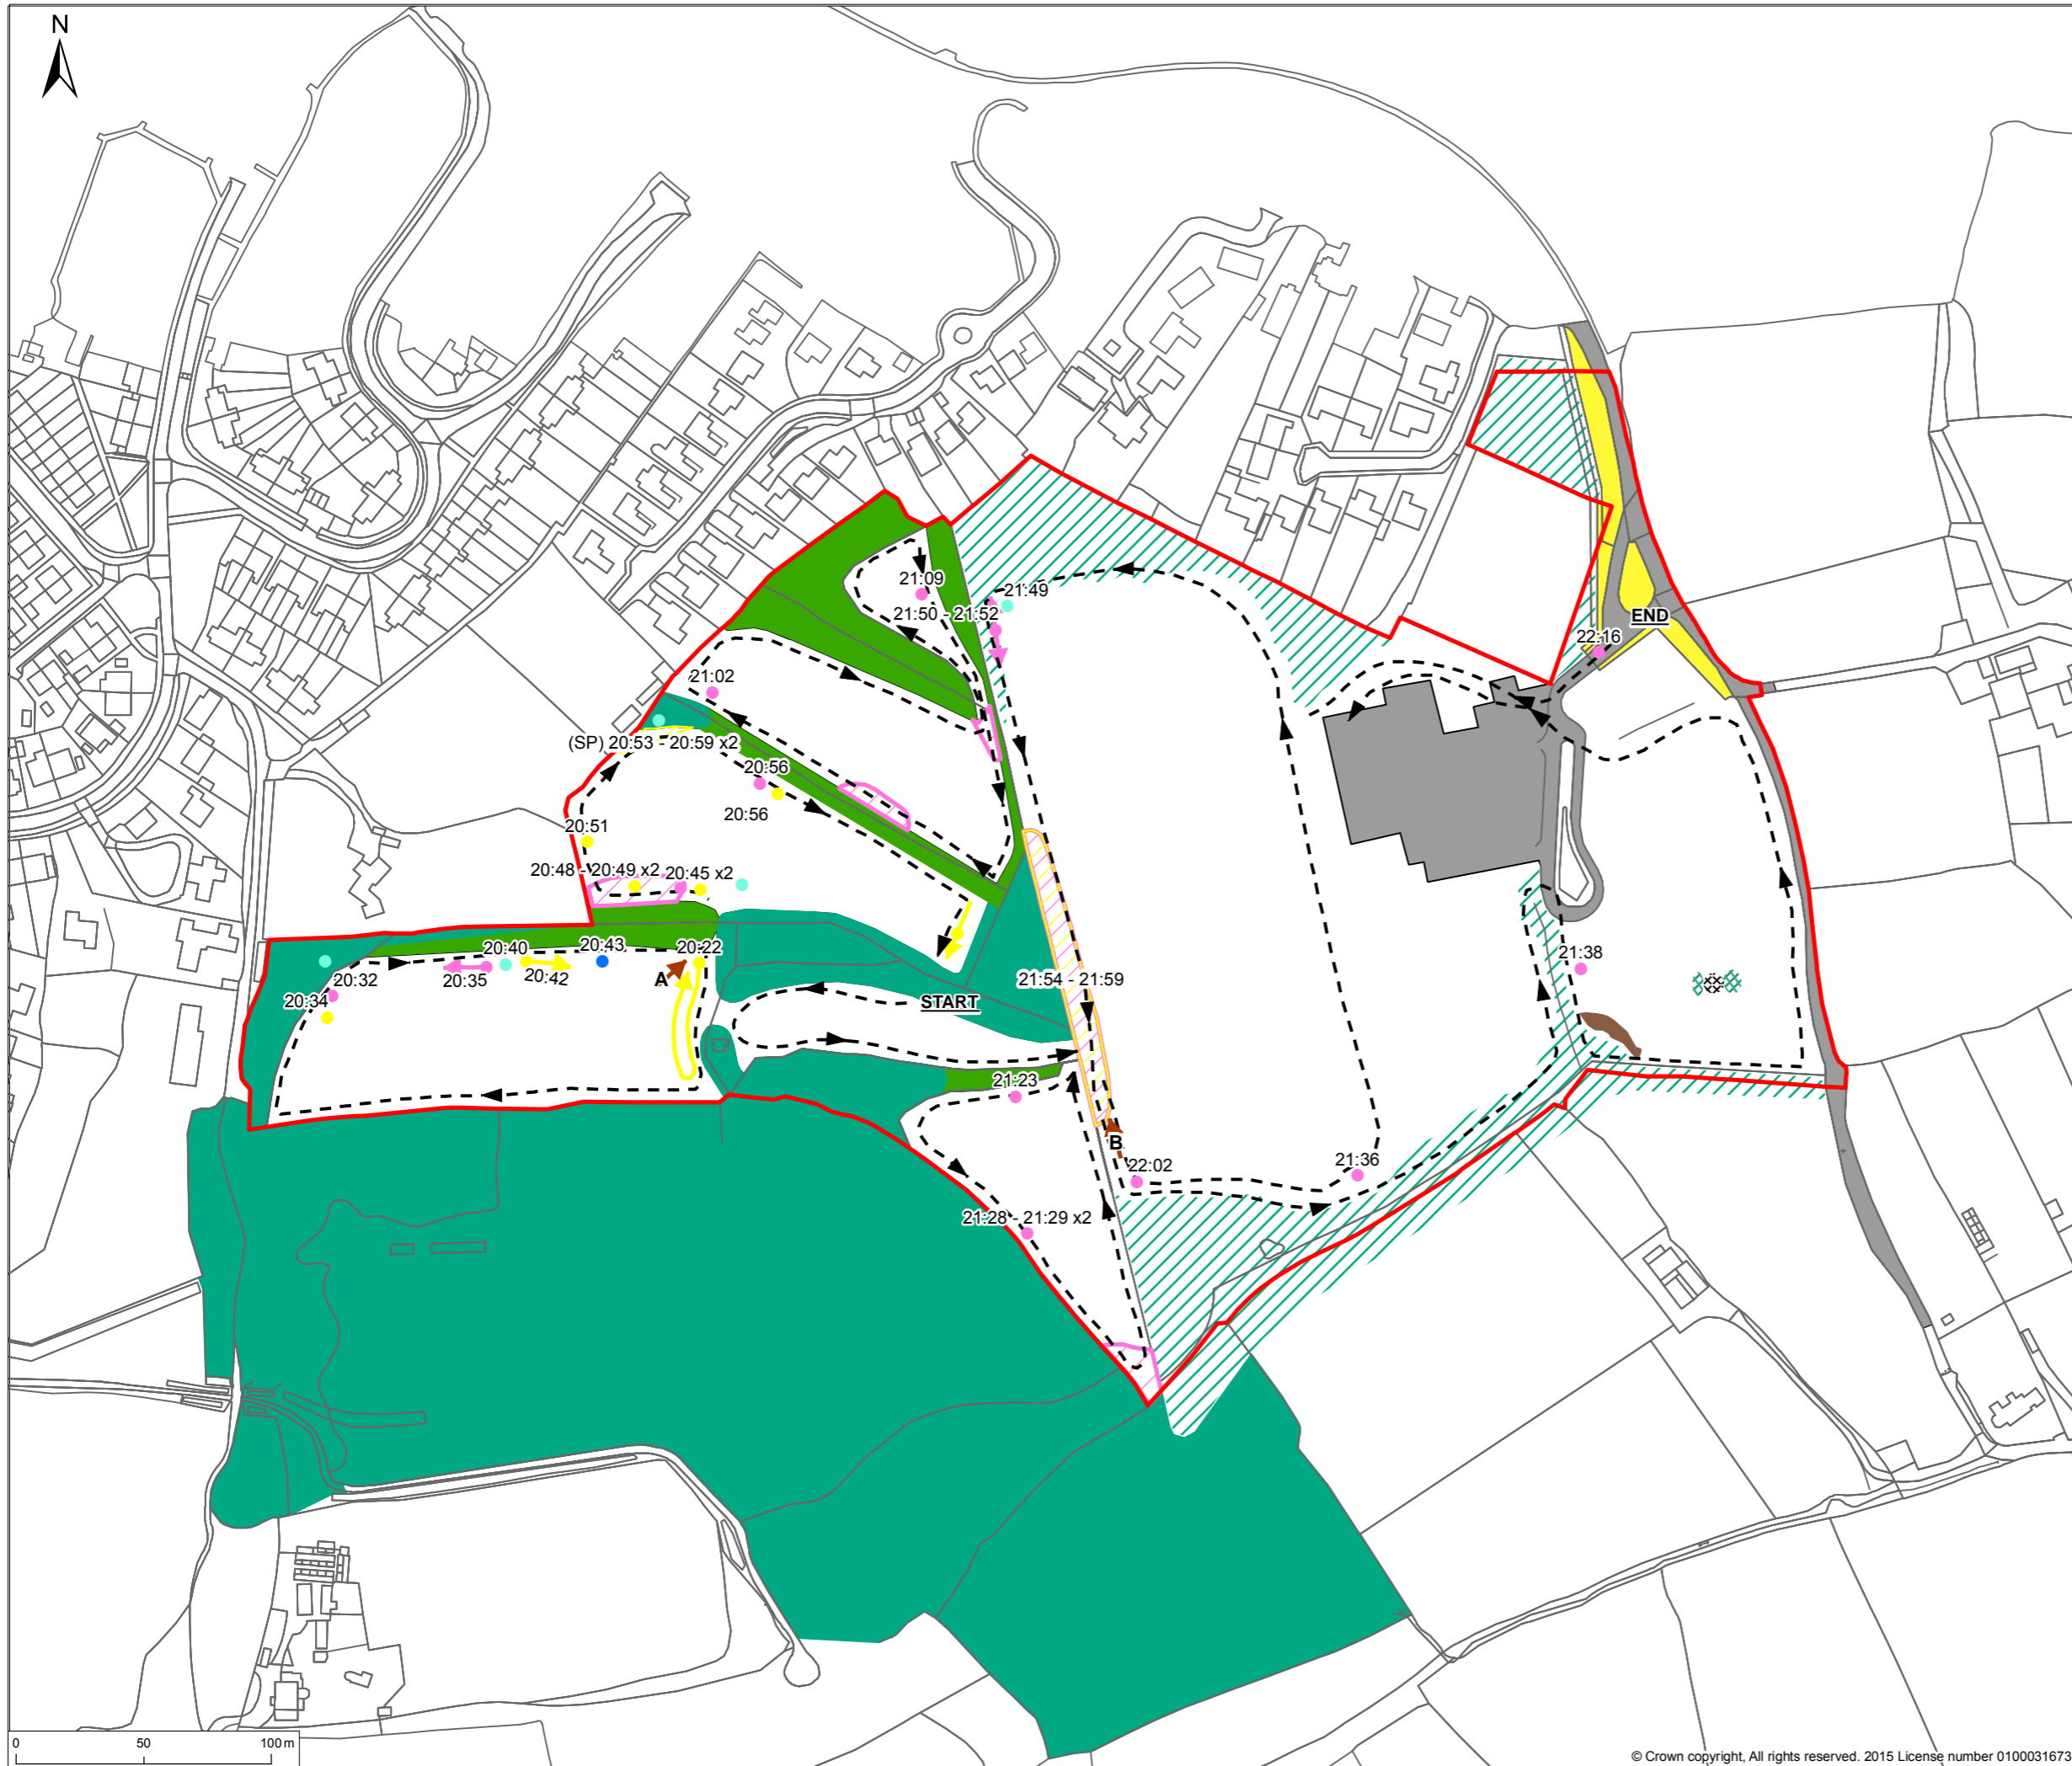 N
21:09
21:49
21:50 - 21:52
END
22:16
21:02
(SP) 20:53 - 20:59 x2
20:56
20:56
20:51
20:48 - 20:49 x2
20:45 x2
20:40
20:43
20:22
20:32
20:35
20:42
A
21:38
20:34
START
21:54 - 21:59
21:23
B
22:02
21:36
21:28 - 21:29 x2
0 50 100 m
© Crown copyright, All rights reserved. 2015 License number 0100031673